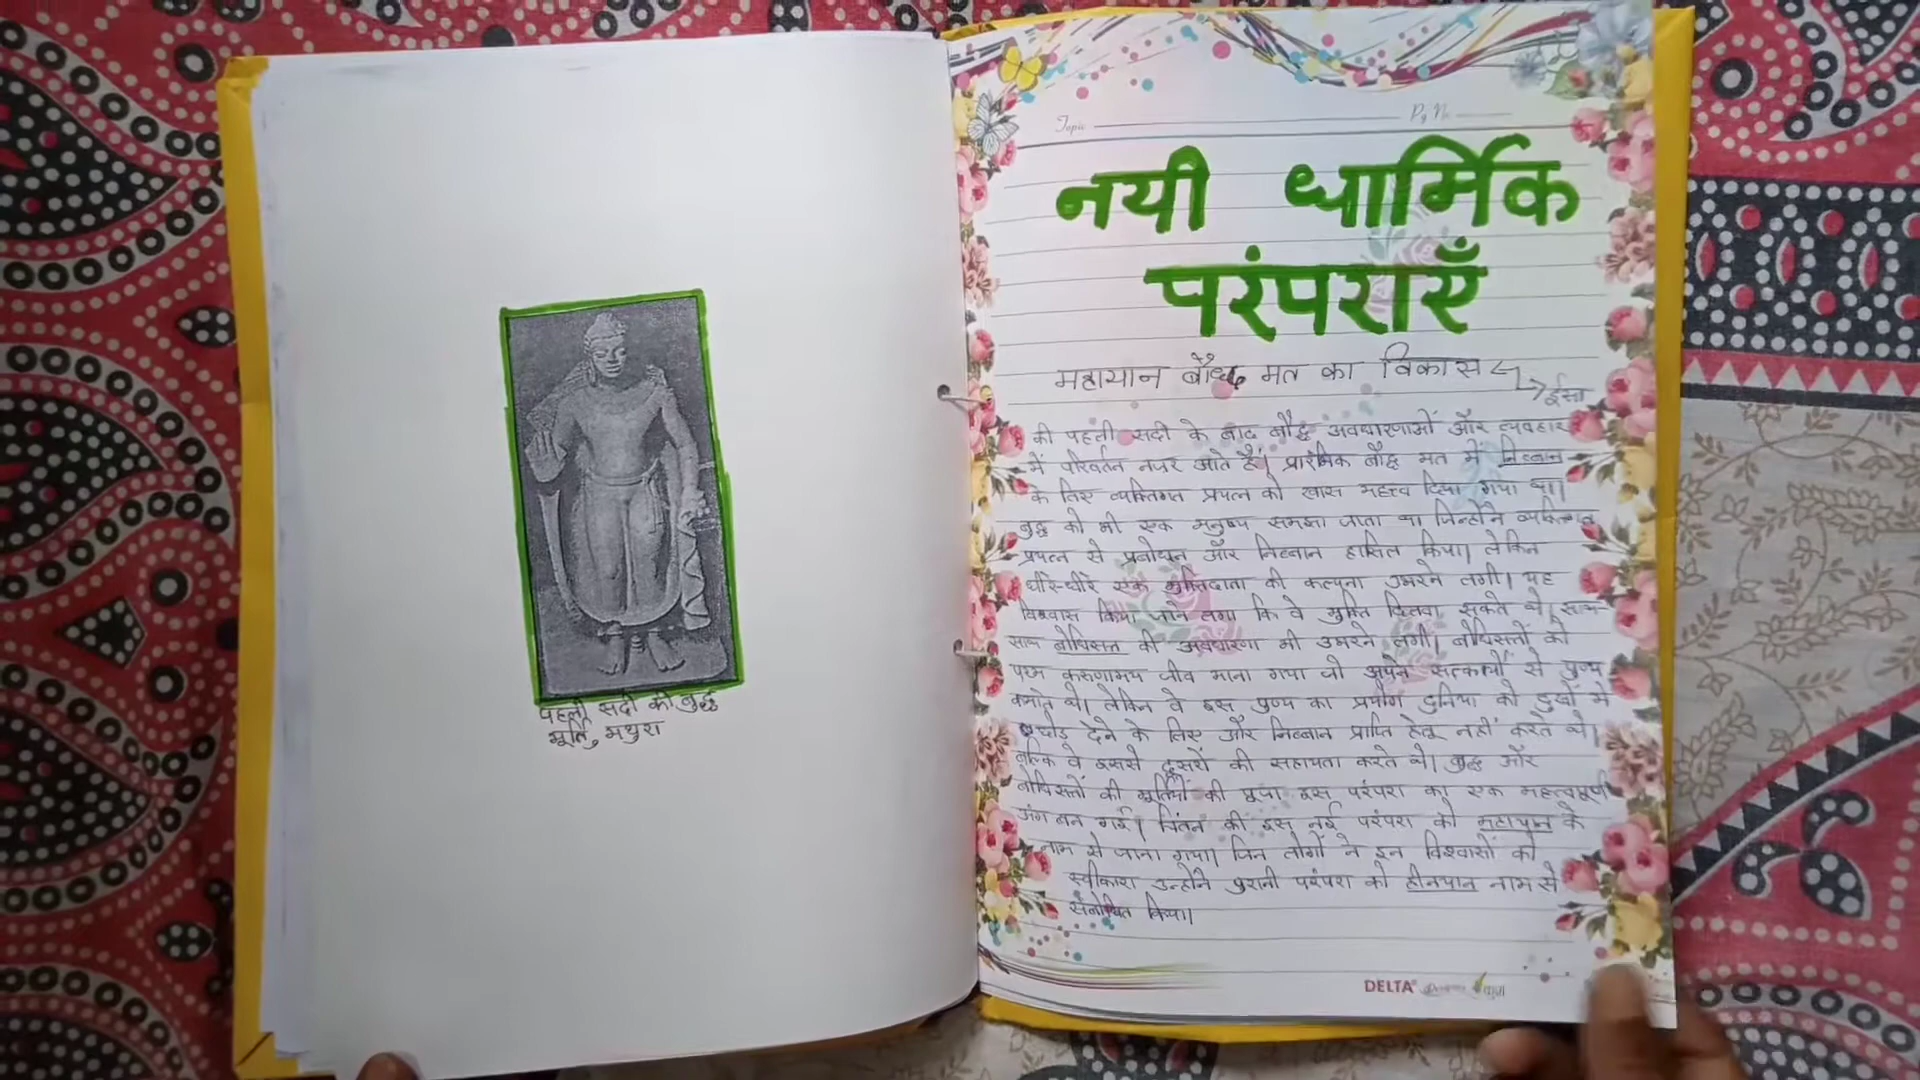 पहली सदी की बुद्ध
मूर्ति, मथुरा
Topic
Pg No
नयी धार्मिक
परंपराएँ
महायान बौद्ध मत का विकास
ईसा
की पहली सदी के बाद बौद्ध अवधारणाओं और व्यवहार
में परिवर्तन नजर आते हैं। प्रारंभिक बौद्ध मत में निब्बान
के लिए व्यक्तिगत प्रयत्न को खास महत्व दिया गया था।
बुद्ध को भी एक मनुष्य समझा जाता था जिन्होंने व्यक्तिगत
प्रयत्न से प्रबोधन और निब्बान हासिल किया। लेकिन
धीरे-धीरे एक मुक्तिदाता की कल्पना उभरने लगी। यह
विश्वास किया जाने लगा कि वे मुक्ति दिलवा सकते थे। साथ-
साथ बोधिसत्त की अवधारणा भी उभरने लगी। बोधिसत्तों को
परम करुणामय जीव माना गया जो अपने सत्कार्यों से पुण्य
कमाते थे। लेकिन वे इस पुण्य का प्रयोग दुनिया को दुखों में
छोड़ देने के लिए और निब्बान प्राप्ति हेतू नहीं करते थे।
बल्कि वे इससे दूसरों की सहायता करते थे। बुद्ध और
बोधिसत्तों की मूर्तियों की पूजा इस परंपरा का एक महत्त्वपूर्ण
अंग बन गई। चिंतन की इस नई परंपरा को महायान के
नाम से जाना गया। जिन लोगों ने इन विश्वासों को
स्वीकारा उन्होंने पुरानी परंपरा को हीनयान नाम से
संबोधित किया।
DELTA